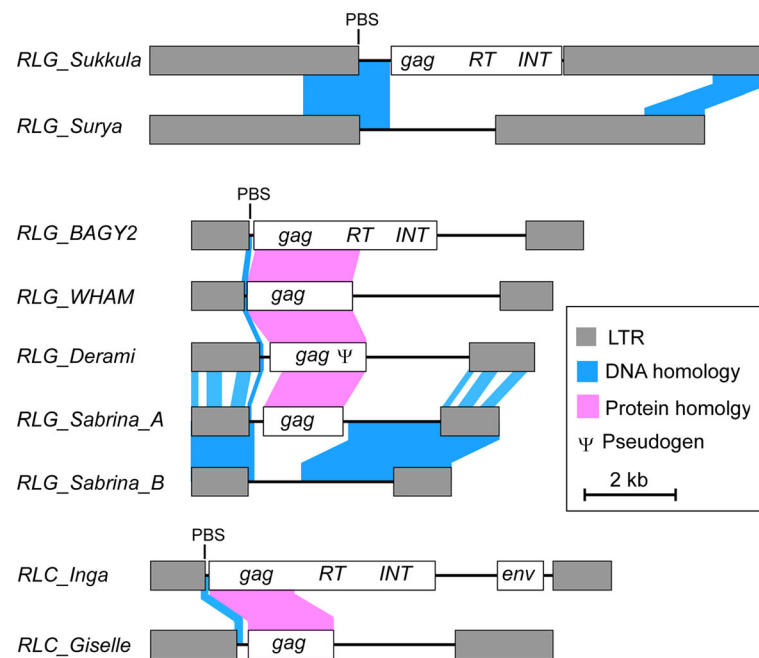 PBS
RLG_Sukkula gag RT INT
RLG_Surya
PBS
RLG_BAGY2 gag RT INT
RLG_WHAM gag
RLG_Derami gag Ψ
RLG_Sabrina_A gag
RLG_Sabrina_B
LTR
DNA homology
Protein homolgy
Ψ Pseudogen
2 kb
PBS
RLC_Inga gag RT INT env
RLC_Giselle gag